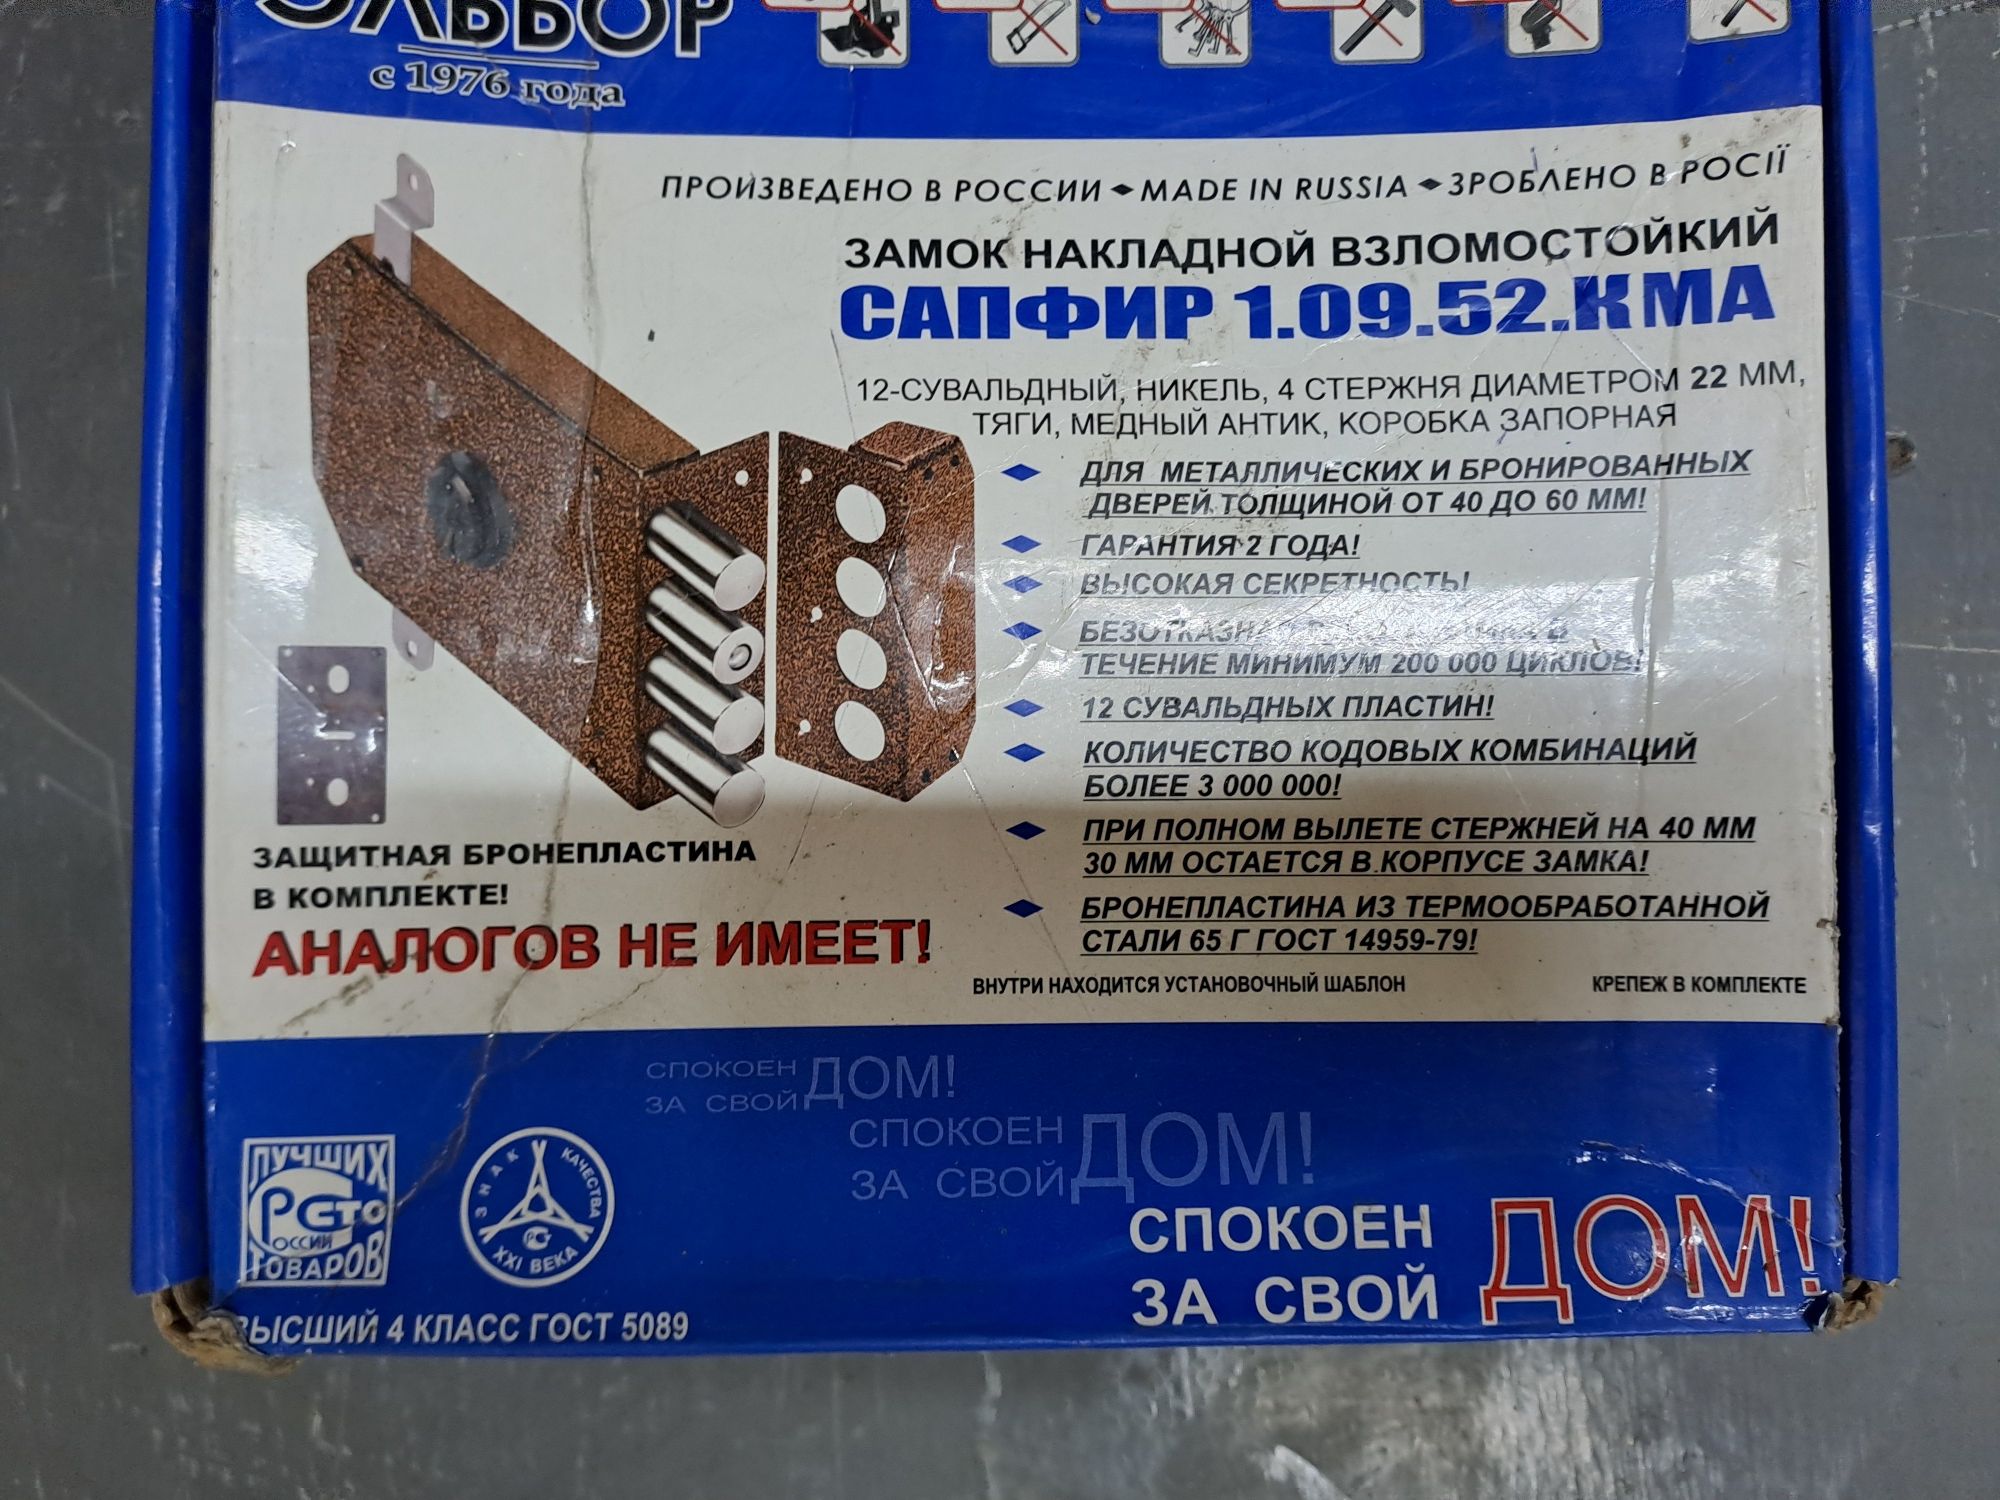 ЭЛЬБОР
с 1976 года
ПРОИЗВЕДЕНО В РОССИИ MADE IN RUSSIA ЗРОБЛЕНО В РОСІЇ
ЗАМОК НАКЛАДНОЙ ВЗЛОМОСТОЙКИЙ
САПФИР 1.09.52.КМА
12-СУВАЛЬДНЫЙ, НИКЕЛЬ, 4 СТЕРЖНЯ ДИАМЕТРОМ 22 ММ,
ТЯГИ, МЕДНЫЙ АНТИК, КОРОБКА ЗАПОРНАЯ
ДЛЯ МЕТАЛЛИЧЕСКИХ И БРОНИРОВАННЫХ
ДВЕРЕЙ ТОЛЩИНОЙ ОТ 40 ДО 60 ММ!
ГАРАНТИЯ 2 ГОДА!
ВЫСОКАЯ СЕКРЕТНОСТЬ!
БЕЗОТКАЗНАЯ В
ТЕЧЕНИЕ МИНИМУМ 200 000 ЦИКЛОВ!
12 СУВАЛЬДНЫХ ПЛАСТИН!
КОЛИЧЕСТВО КОДОВЫХ КОМБИНАЦИЙ
БОЛЕЕ 3 000 000!
ПРИ ПОЛНОМ ВЫЛЕТЕ СТЕРЖНЕЙ НА 40 ММ
30 ММ ОСТАЕТСЯ В КОРПУСЕ ЗАМКА!
БРОНЕПЛАСТИНА ИЗ ТЕРМООБРАБОТАННОЙ
СТАЛИ 65 Г ГОСТ 14959-79!
ЗАЩИТНАЯ БРОНЕПЛАСТИНА
В КОМПЛЕКТЕ!
АНАЛОГОВ НЕ ИМЕЕТ!
ВНУТРИ НАХОДИТСЯ УСТАНОВОЧНЫЙ ШАБЛОН КРЕПЕЖ В КОМПЛЕКТЕ
СПОКОЕН
ЗА СВОЙ ДОМ!
СПОКОЕН
ЗА СВОЙ ДОМ!
СПОКОЕН
ЗА СВОЙ ДОМ!
ЛУЧШИХ
СТО
РОССИИ
ТОВАРОВ
ЗНАК КАЧЕСТВА
XXI ВЕКА
ВЫСШИЙ 4 КЛАСС ГОСТ 5089